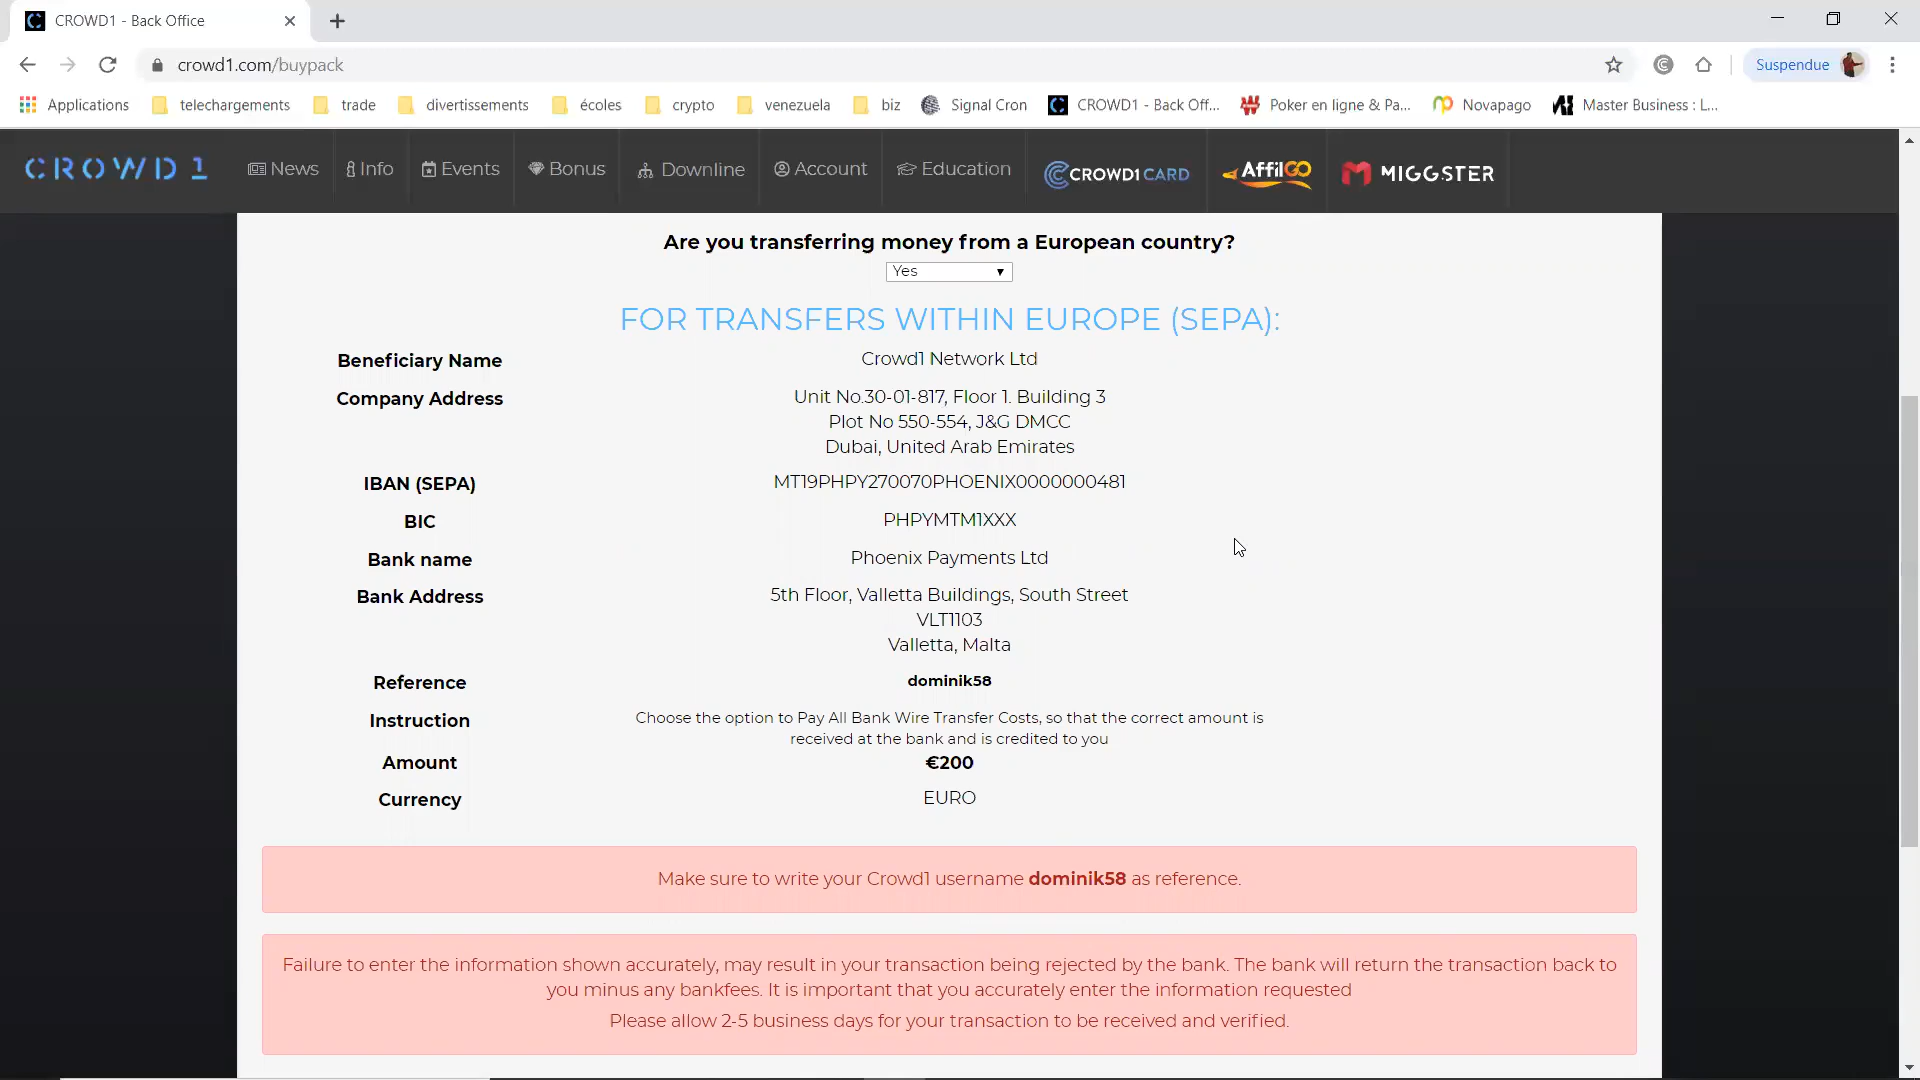 CROWD1 - Back Office
crowd1.com/buypack
Suspendue
Applications telechargements trade divertissements écoles crypto venezuela biz Signal Cron CROWD1 - Back Off... Poker en ligne & Pa... Novapago Master Business : L...
CROWD 1 News Info Events Bonus Downline Account Education CROWD1 CARD AffilGO MIGGSTER
Are you transferring money from a European country?
Yes
FOR TRANSFERS WITHIN EUROPE (SEPA):
Beneficiary Name Crowd1 Network Ltd
Company Address Unit No.30-01-817, Floor 1. Building 3
Plot No 550-554, J&G DMCC
Dubai, United Arab Emirates
IBAN (SEPA) MT19PHPY270070PHOENIX0000000481
BIC PHPYMTM1XXX
Bank name Phoenix Payments Ltd
Bank Address 5th Floor, Valletta Buildings, South Street
VLT1103
Valletta, Malta
Reference dominik58
Instruction Choose the option to Pay All Bank Wire Transfer Costs, so that the correct amount is
received at the bank and is credited to you
Amount €200
Currency EURO
Make sure to write your Crowd1 username dominik58 as reference.
Failure to enter the information shown accurately, may result in your transaction being rejected by the bank. The bank will return the transaction back to
you minus any bankfees. It is important that you accurately enter the information requested
Please allow 2-5 business days for your transaction to be received and verified.